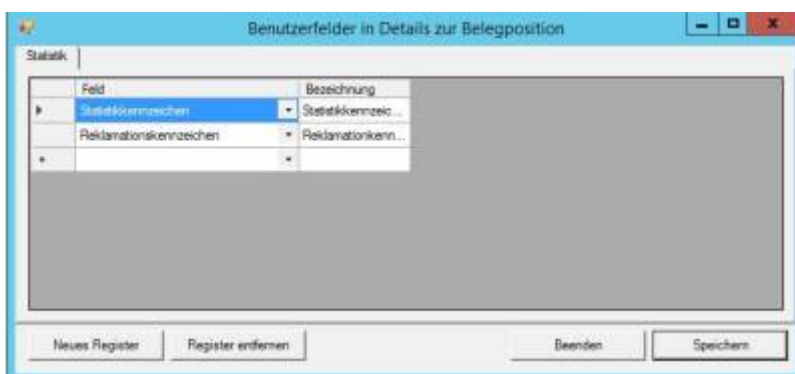 Benutzerfelder in Details zur Belegposition
Statistik
Feld Bezeichnung
Statistikkennzeichen Statistikkennzeic...
Reklamationskennzeichen Reklamationkenn...
Neues Register Register entfernen Beenden Speichern